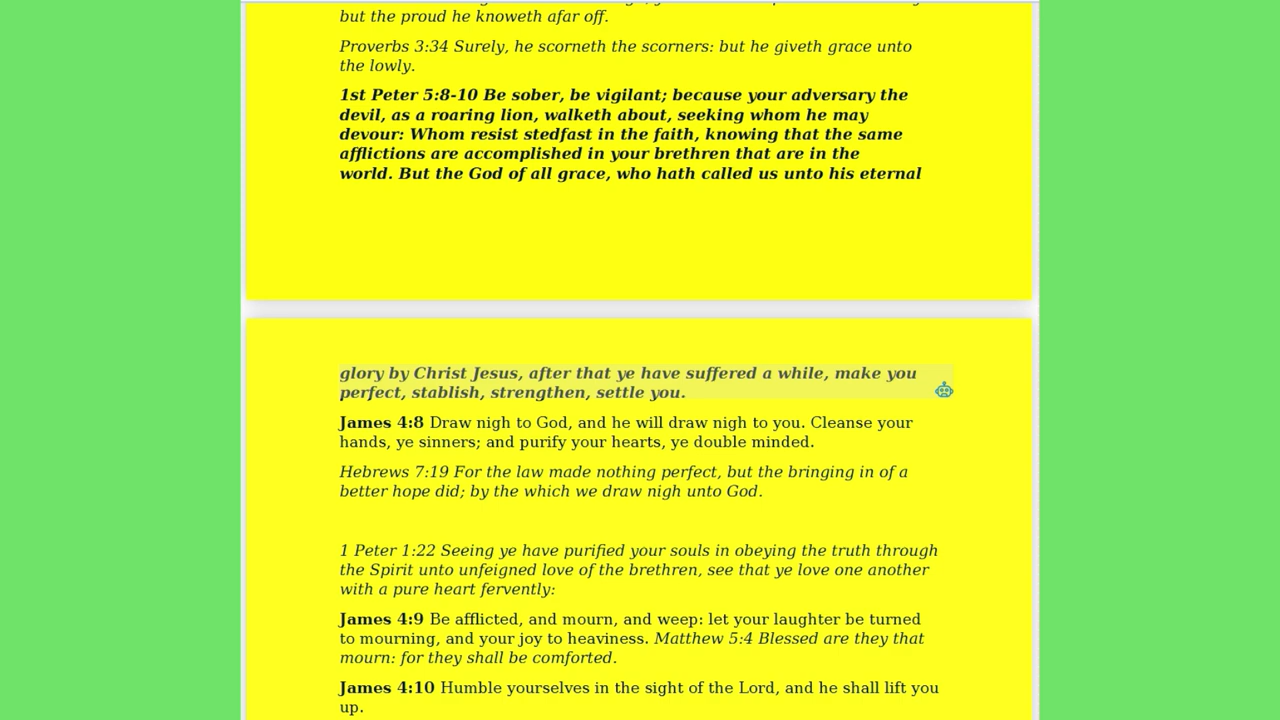 but the proud he knoweth afar off.
Proverbs 3:34 Surely, he scorneth the scorners: but he giveth grace unto
the lowly.
1st Peter 5:8-10 Be sober, be vigilant; because your adversary the
devil, as a roaring lion, walketh about, seeking whom he may
devour: Whom resist stedfast in the faith, knowing that the same
afflictions are accomplished in your brethren that are in the
world. But the God of all grace, who hath called us unto his eternal
glory by Christ Jesus, after that ye have suffered a while, make you
perfect, stablish, strengthen, settle you.
James 4:8 Draw nigh to God, and he will draw nigh to you. Cleanse your
hands, ye sinners; and purify your hearts, ye double minded.
Hebrews 7:19 For the law made nothing perfect, but the bringing in of a
better hope did; by the which we draw nigh unto God.
1 Peter 1:22 Seeing ye have purified your souls in obeying the truth through
the Spirit unto unfeigned love of the brethren, see that ye love one another
with a pure heart fervently:
James 4:9 Be afflicted, and mourn, and weep: let your laughter be turned
to mourning, and your joy to heaviness. Matthew 5:4 Blessed are they that
mourn: for they shall be comforted.
James 4:10 Humble yourselves in the sight of the Lord, and he shall lift you
up.